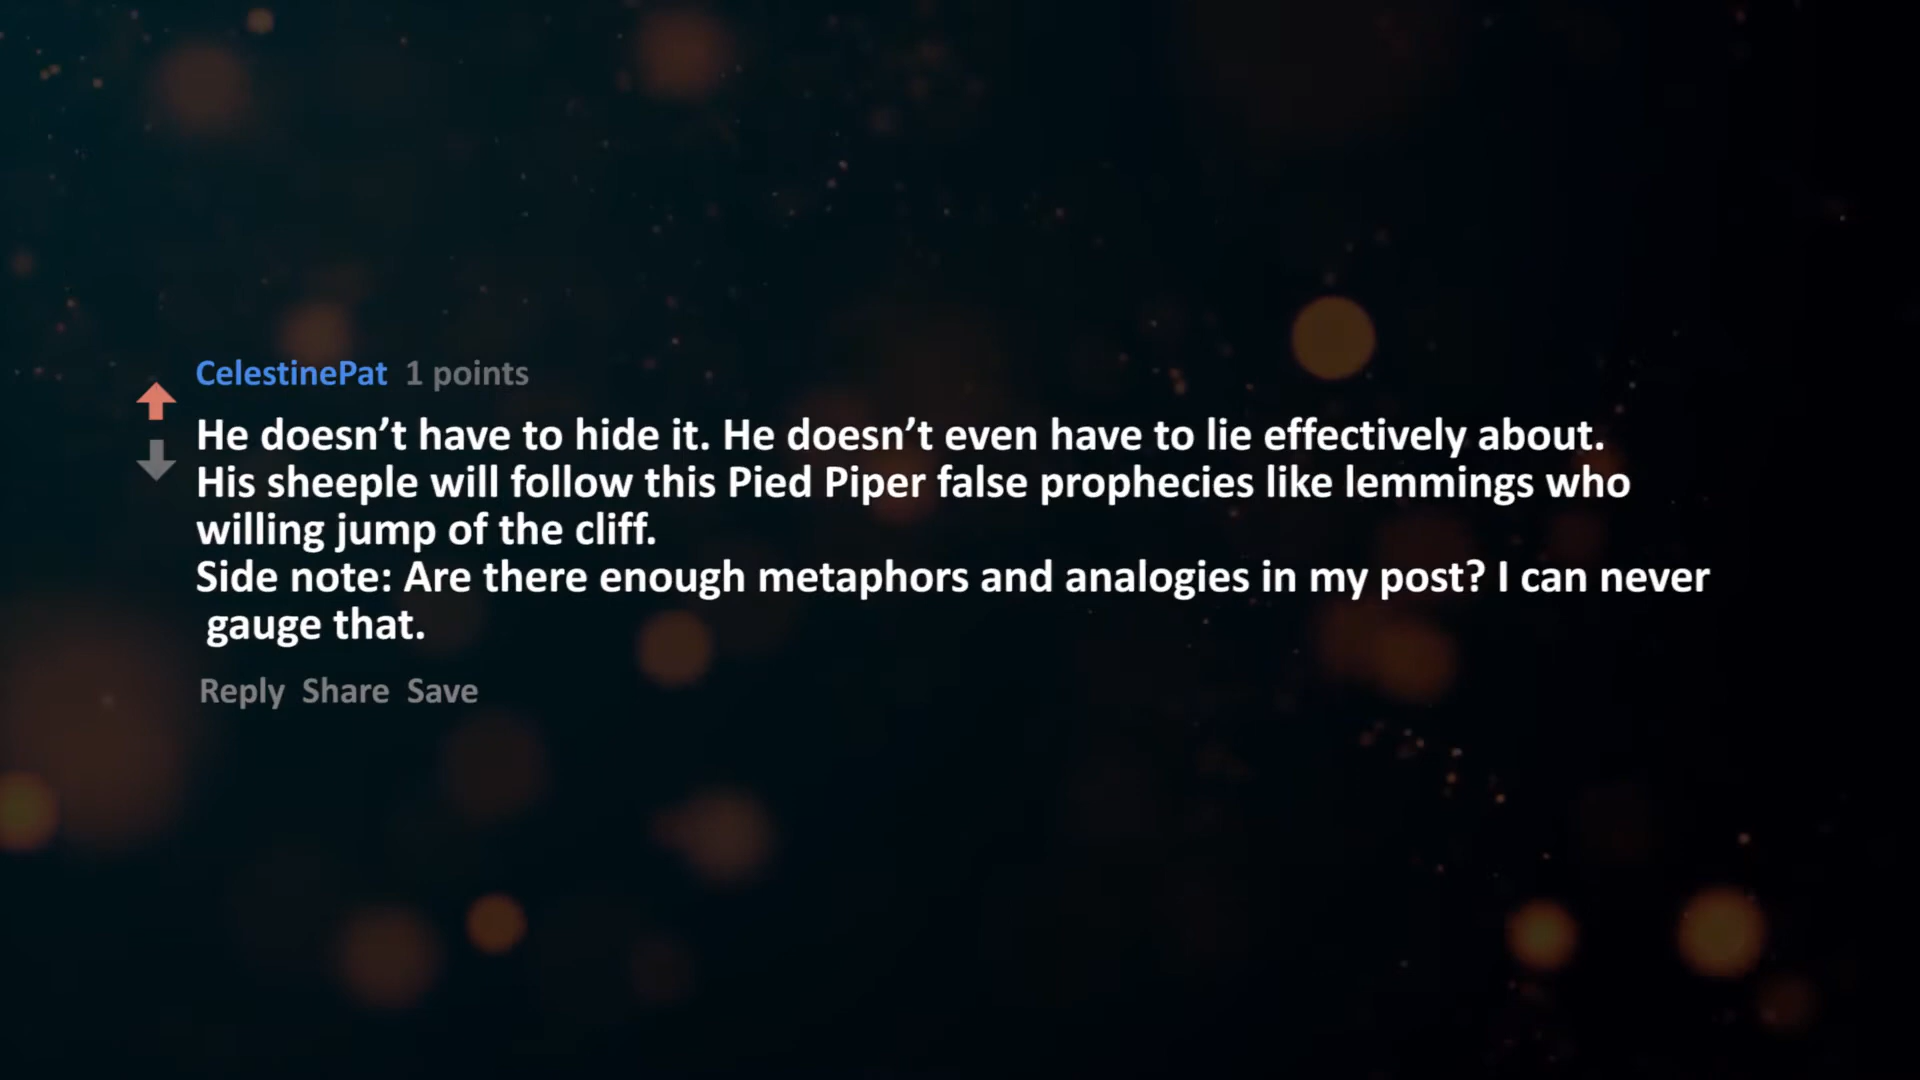 CelestinePat 1 points
He doesn’t have to hide it. He doesn’t even have to lie effectively about.
His sheeple will follow this Pied Piper false prophecies like lemmings who
willing jump of the cliff.
Side note: Are there enough metaphors and analogies in my post? I can never
gauge that.
Reply Share Save